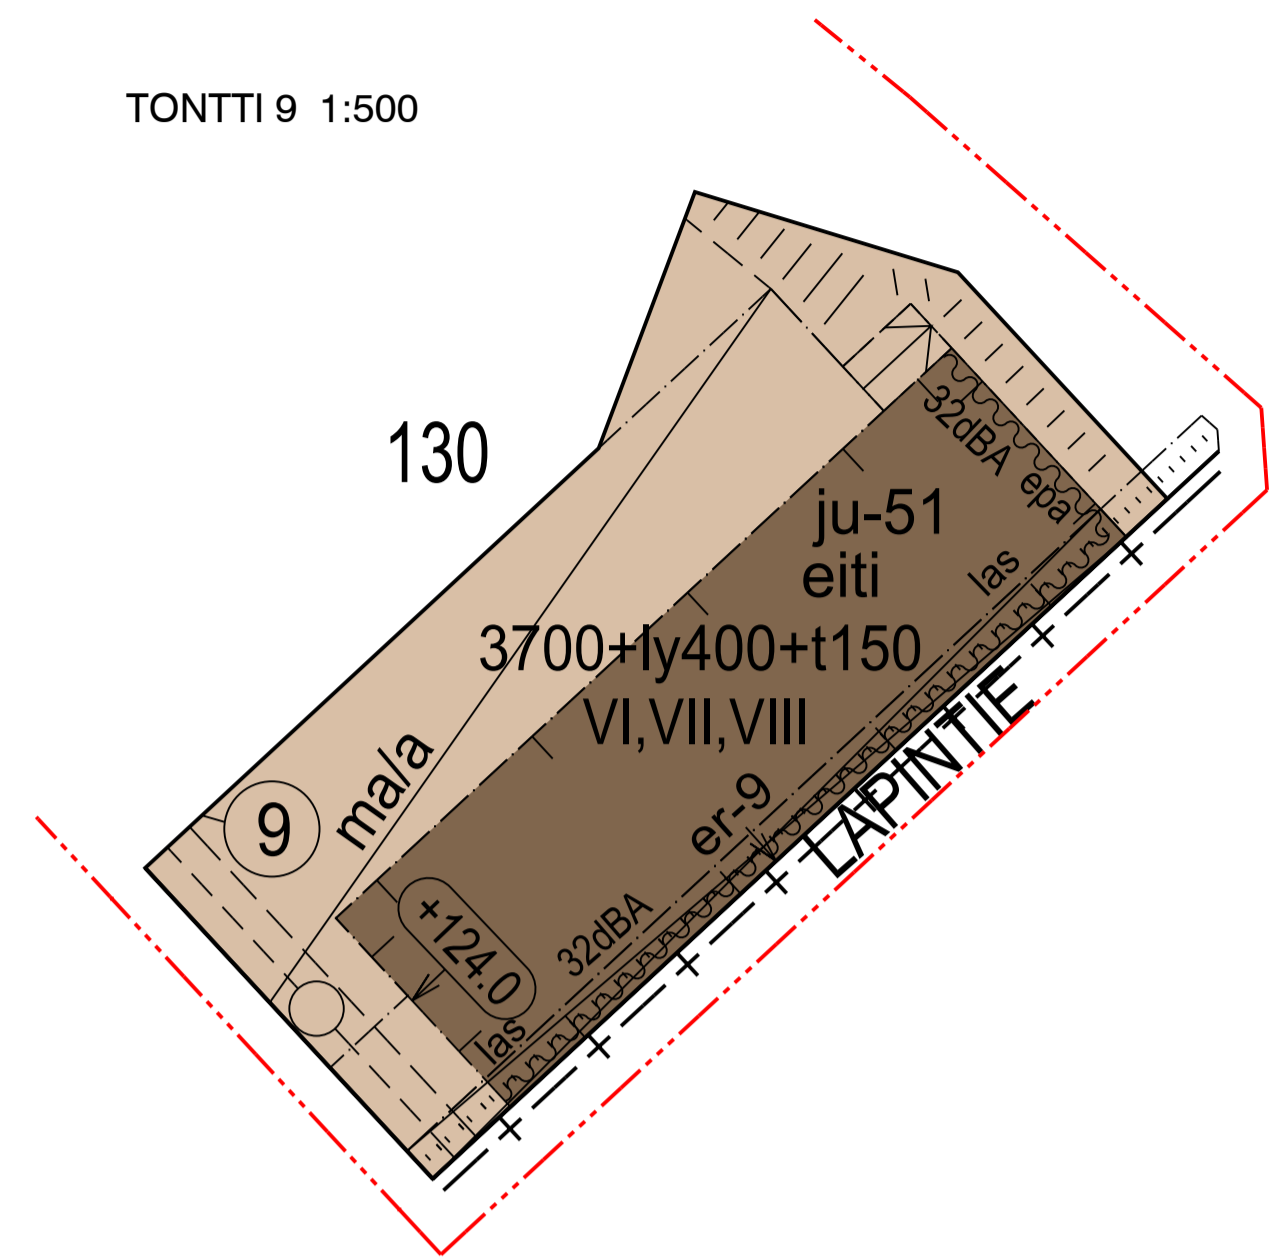 TONTTI 9 1:500
130
32dBA
epa
ju-51
eiti
las
3700+ly400+t150
VI,VII,VIII
LAPINTIE
ma/a
9
er-9
+124.0
32dBA
las